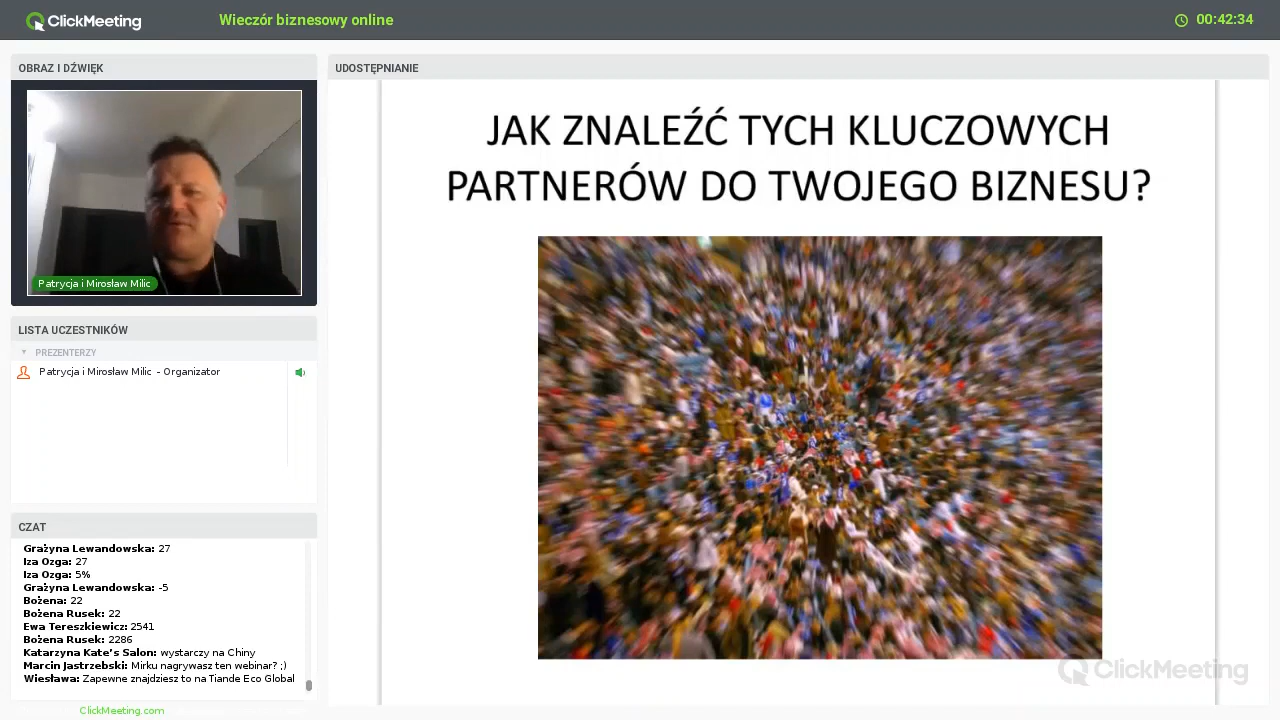 ClickMeeting
Wieczór biznesowy online
00:42:34
OBRAZ I DŹWIĘK
Patrycja i Mirosław Milic
LISTA UCZESTNIKÓW
PREZENTERZY
Patrycja i Mirosław Milic - Organizator
CZAT
Grażyna Lewandowska: 27
Iza Ozga: 27
Iza Ozga: 5%
Grażyna Lewandowska: -5
Bożena: 22
Bożena Rusek: 22
Ewa Tereszkiewicz: 2541
Bożena Rusek: 2286
Katarzyna Kate's Salon: wystarczy na Chiny
Marcin Jastrzebski: Mirku nagrywasz ten webinar? ;)
Wiesława: Zapewne znajdziesz to na Tiande Eco Global
ClickMeeting.com
UDOSTĘPNIANIE
JAK ZNALEŹĆ TYCH KLUCZOWYCH
PARTNERÓW DO TWOJEGO BIZNESU?
ClickMeeting